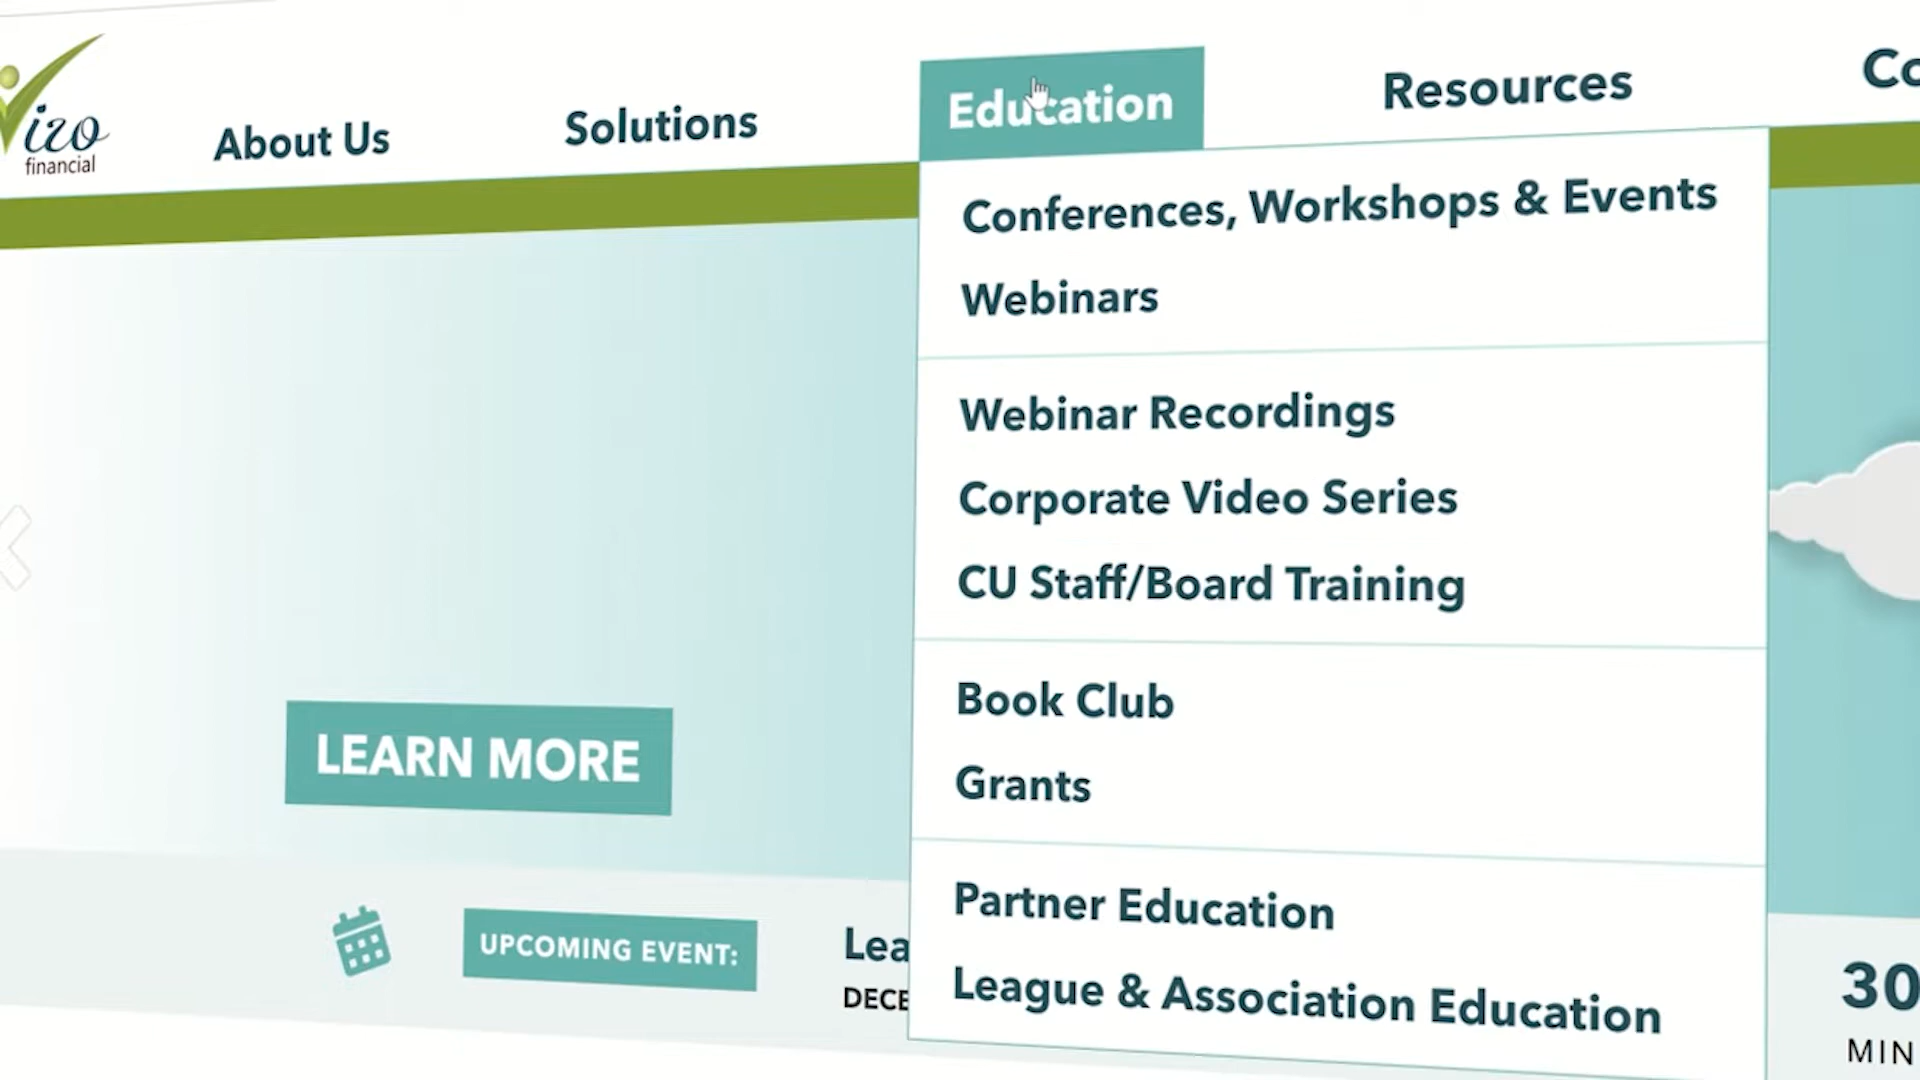 Vizo
financial
About Us
Solutions
Education
Resources
Conferences, Workshops & Events
Webinars
Webinar Recordings
Corporate Video Series
CU Staff/Board Training
Book Club
Grants
Partner Education
League & Association Education
LEARN MORE
UPCOMING EVENT:
30
MIN